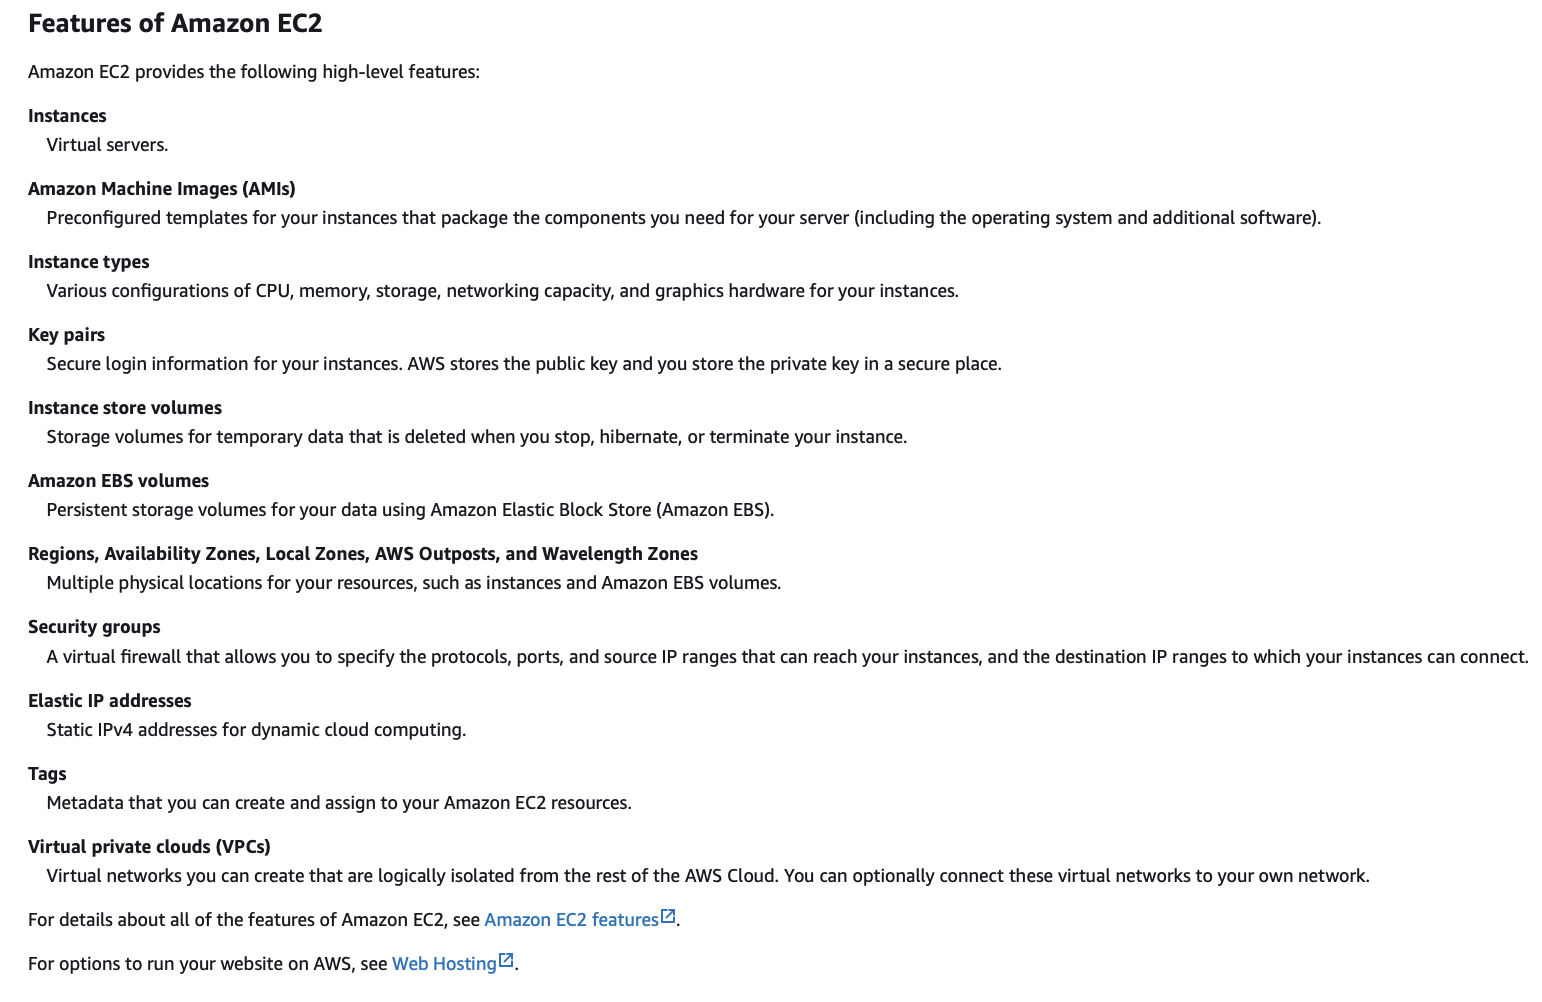 Features of Amazon EC2
Amazon EC2 provides the following high-level features:
Instances
Virtual servers.
Amazon Machine Images (AMIs)
Preconfigured templates for your instances that package the components you need for your server (including the operating system and additional software).
Instance types
Various configurations of CPU, memory, storage, networking capacity, and graphics hardware for your instances.
Key pairs
Secure login information for your instances. AWS stores the public key and you store the private key in a secure place.
Instance store volumes
Storage volumes for temporary data that is deleted when you stop, hibernate, or terminate your instance.
Amazon EBS volumes
Persistent storage volumes for your data using Amazon Elastic Block Store (Amazon EBS).
Regions, Availability Zones, Local Zones, AWS Outposts, and Wavelength Zones
Multiple physical locations for your resources, such as instances and Amazon EBS volumes.
Security groups
A virtual firewall that allows you to specify the protocols, ports, and source IP ranges that can reach your instances, and the destination IP ranges to which your instances can connect.
Elastic IP addresses
Static IPv4 addresses for dynamic cloud computing.
Tags
Metadata that you can create and assign to your Amazon EC2 resources.
Virtual private clouds (VPCs)
Virtual networks you can create that are logically isolated from the rest of the AWS Cloud. You can optionally connect these virtual networks to your own network.
For details about all of the features of Amazon EC2, see Amazon EC2 features.
For options to run your website on AWS, see Web Hosting.